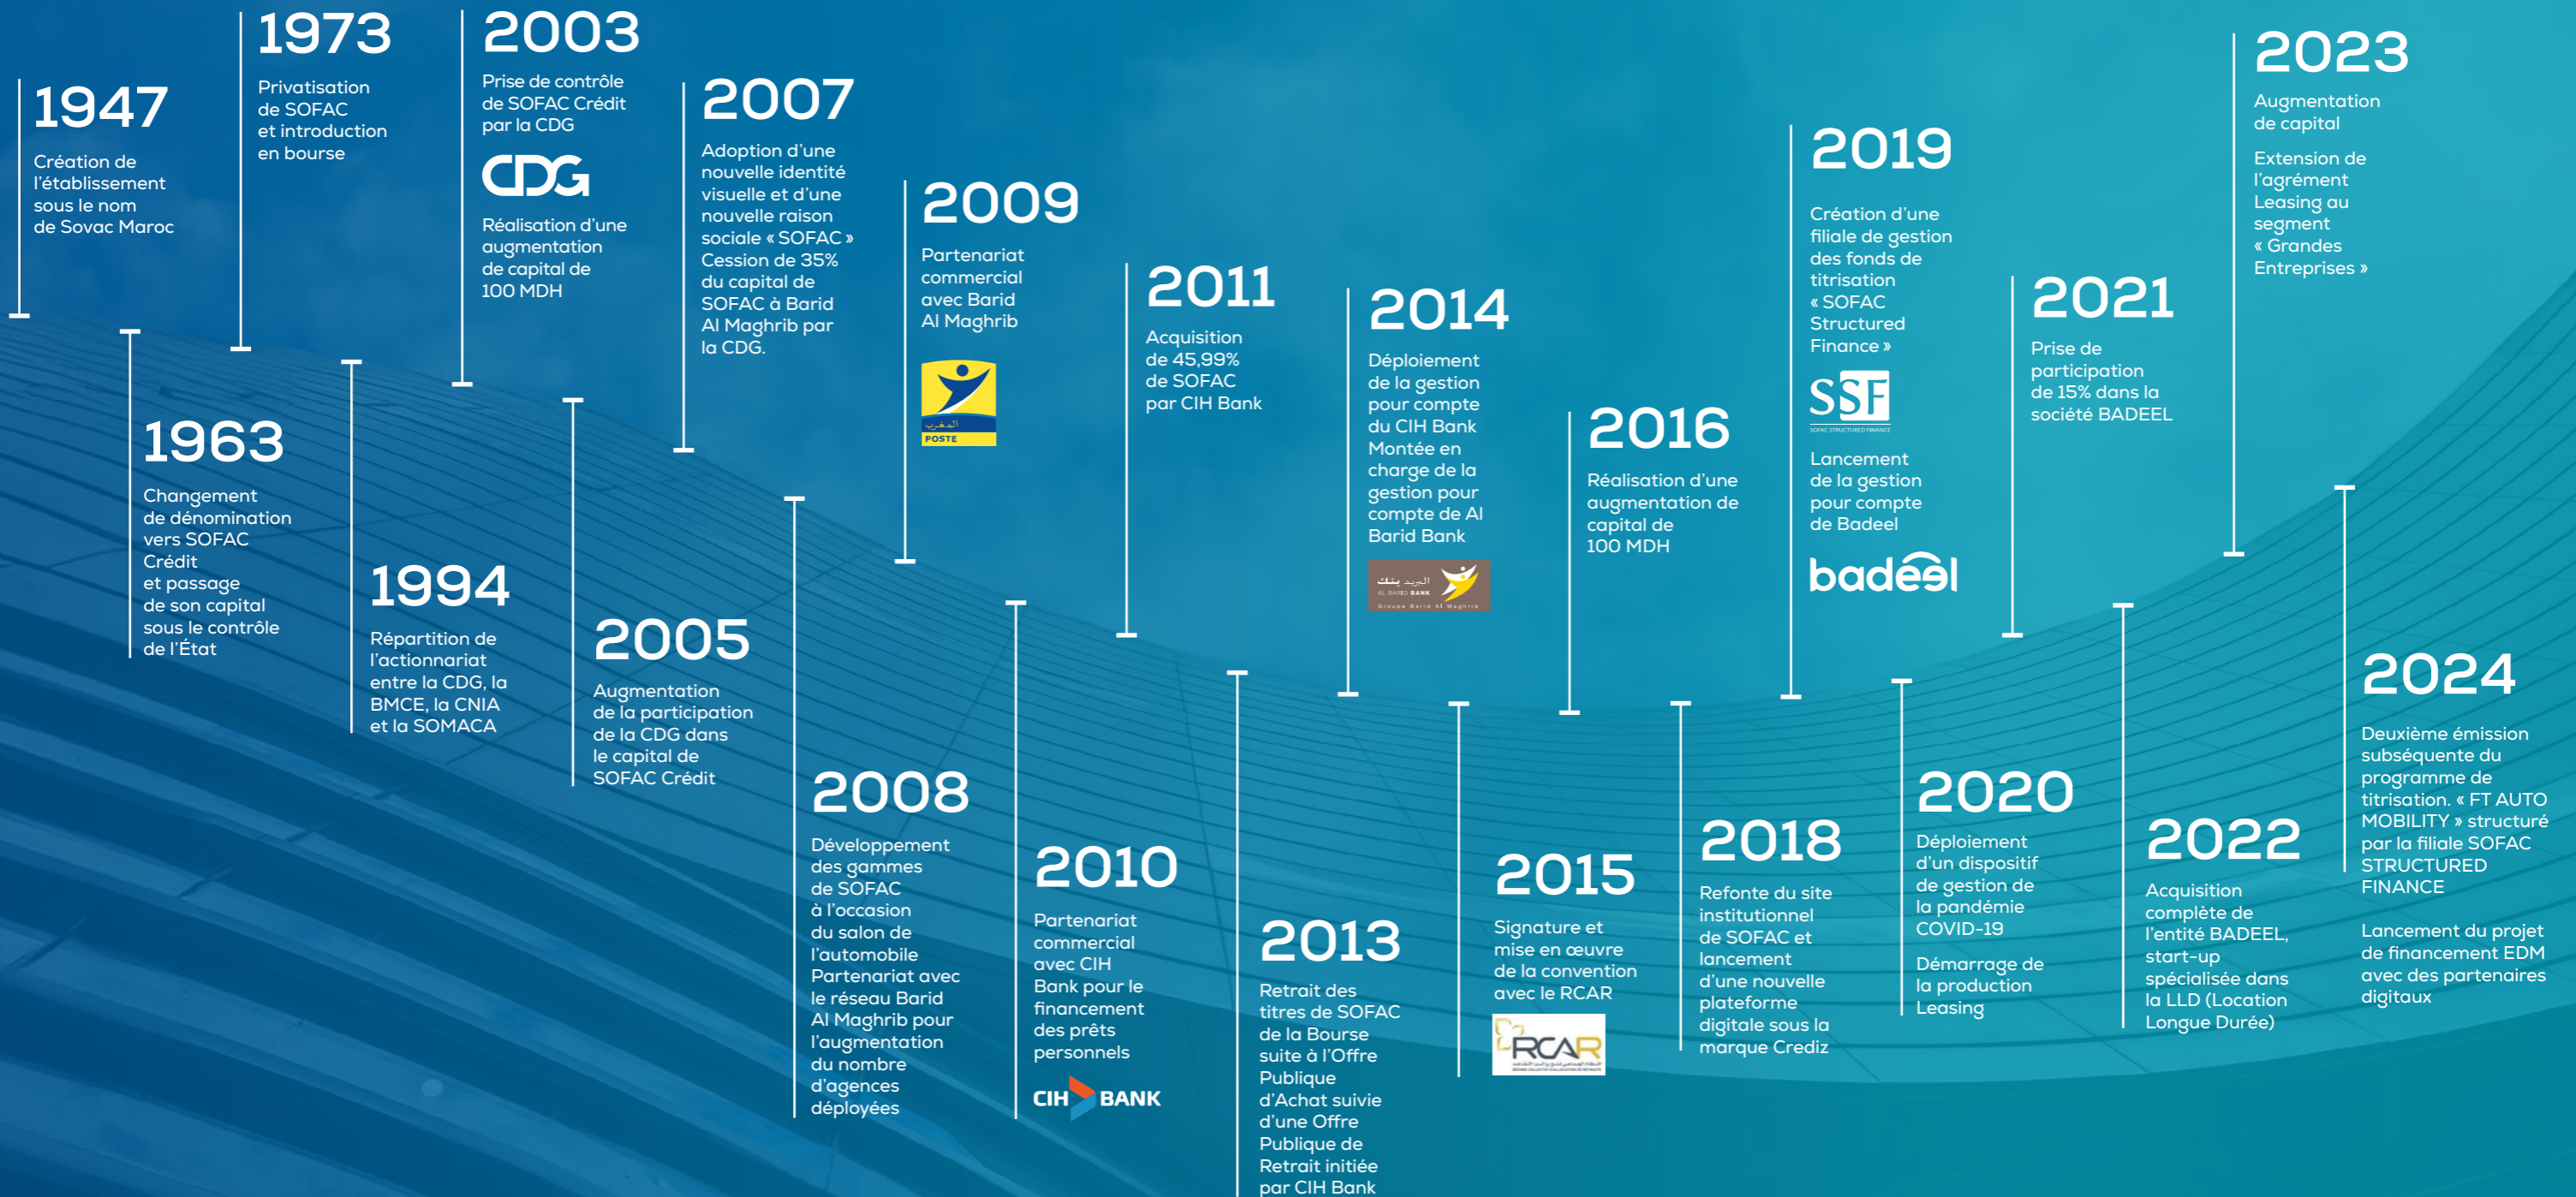 1947
Création de
l'établissement
sous le nom
de Sovac Maroc
1963
Changement
de dénomination
vers SOFAC
Crédit
et passage
de son capital
sous le contrôle
de l'État
1973
Privatisation
de SOFAC
et introduction
en bourse
1994
Répartition de
l'actionnariat
entre la CDG, la
BMCE, la CNIA
et la SOMACA
2003
Prise de contrôle
de SOFAC Crédit
par la CDG
CDG
Réalisation d'une
augmentation
de capital de
100 MDH
2005
Augmentation
de la participation
de la CDG dans
le capital de
SOFAC Crédit
2007
Adoption d'une
nouvelle identité
visuelle et d'une
nouvelle raison
sociale « SOFAC »
Cession de 35%
du capital de
SOFAC à Barid
Al Maghrib par
la CDG.
2008
Développement
des gammes
de SOFAC
à l'occasion
du salon de
l'automobile
Partenariat avec
le réseau Barid
Al Maghrib pour
l'augmentation
du nombre
d'agences
déployées
2009
Partenariat
commercial
avec Barid
Al Maghrib
المغرب
POSTE
2010
Partenariat
commercial
avec CIH
Bank pour le
financement
des prêts
personnels
CIH BANK
2011
Acquisition
de 45,99%
de SOFAC
par CIH Bank
2013
Retrait des
titres de SOFAC
de la Bourse
suite à l'Offre
Publique
d'Achat suivie
d'une Offre
Publique de
Retrait initiée
par CIH Bank
2014
Déploiement
de la gestion
pour compte
du CIH Bank
Montée en
charge de la
gestion pour
compte de Al
Barid Bank
البريد بنك
AL BARID BANK
Groupe Barid Al Maghrib
2015
Signature et
mise en œuvre
de la convention
avec le RCAR
RCAR
2016
Réalisation d'une
augmentation de
capital de
100 MDH
2018
Refonte du site
institutionnel
de SOFAC et
lancement
d'une nouvelle
plateforme
digitale sous la
marque Crediz
2019
Création d'une
filiale de gestion
des fonds de
titrisation
« SOFAC
Structured
Finance »
SSF
SOFAC STRUCTURED FINANCE
Lancement
de la gestion
pour compte
de Badeel
badeel
2020
Déploiement
d'un dispositif
de gestion de
la pandémie
COVID-19
Démarrage de
la production
Leasing
2021
Prise de
participation
de 15% dans la
société BADEEL
2022
Acquisition
complète de
l'entité BADEEL,
start-up
spécialisée dans
la LLD (Location
Longue Durée)
2023
Augmentation
de capital
Extension de
l'agrément
Leasing au
segment
« Grandes
Entreprises »
2024
Deuxième émission
subséquente du
programme de
titrisation. « FT AUTO
MOBILITY » structuré
par la filiale SOFAC
STRUCTURED
FINANCE
Lancement du projet
de financement EDM
avec des partenaires
digitaux